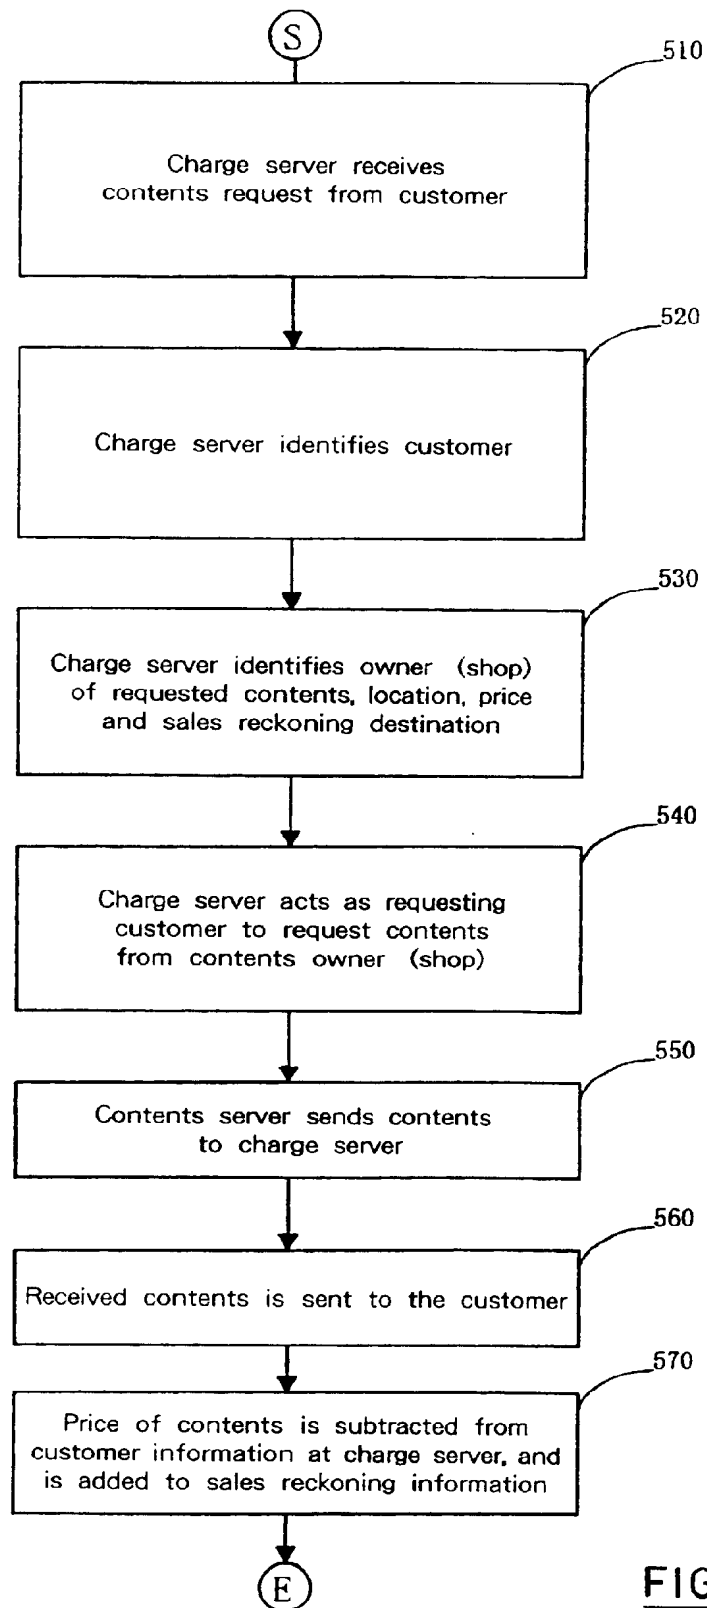 S
510
Charge server receives
contents request from customer
520
Charge server identifies customer
530
Charge server identifies owner (shop)
of requested contents, location, price
and sales reckoning destination
540
Charge server acts as requesting
customer to request contents
from contents owner (shop)
550
Contents server sends contents
to charge server
560
Received contents is sent to the customer
570
Price of contents is subtracted from
customer information at charge server, and
is added to sales reckoning information
E
FIG